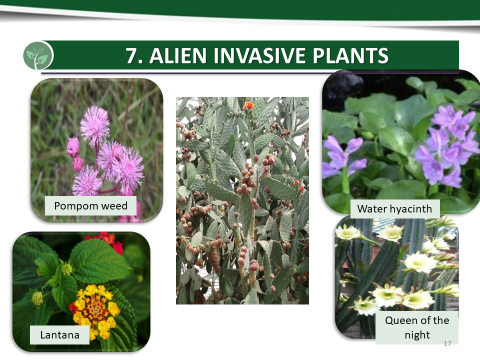 7. ALIEN INVASIVE PLANTS
Pompom weed
Water hyacinth
Lantana
Queen of the
night
17